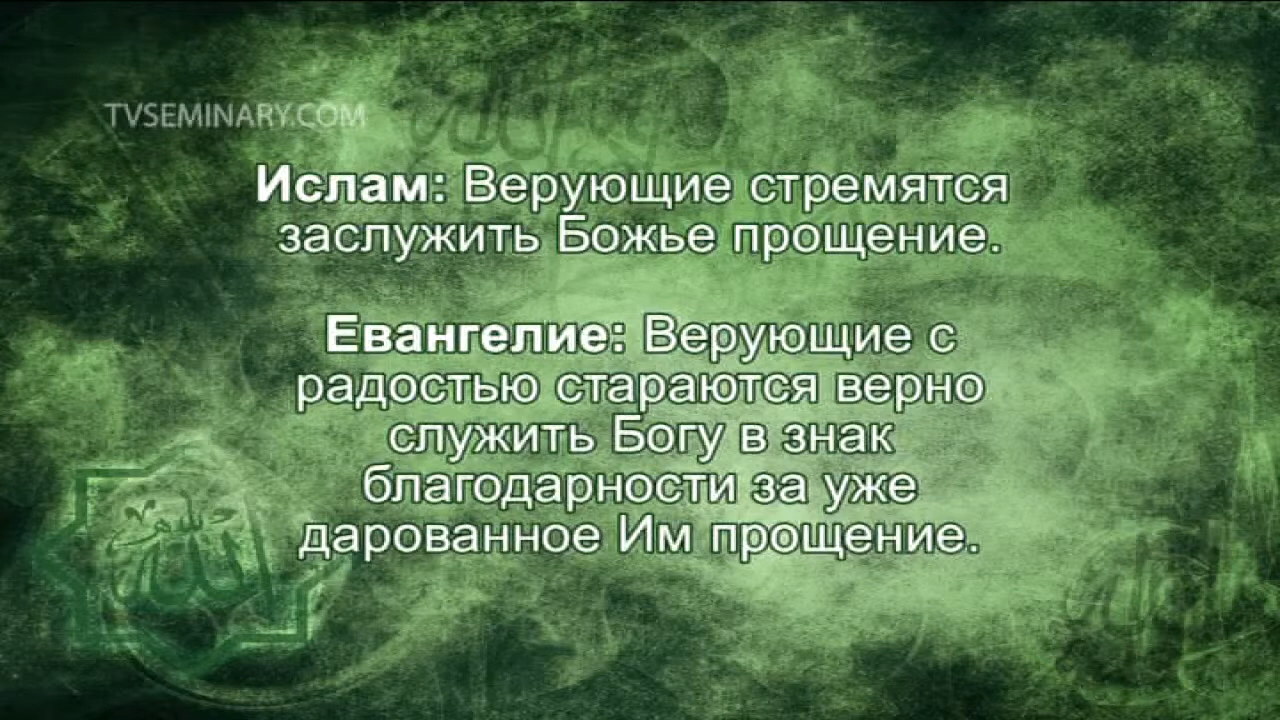 TVSEMINARY.COM
Ислам: Верующие стремятся
заслужить Божье прощение.
Евангелие: Верующие с
радостью стараются верно
служить Богу в знак
благодарности за уже
дарованное Им прощение.
الله